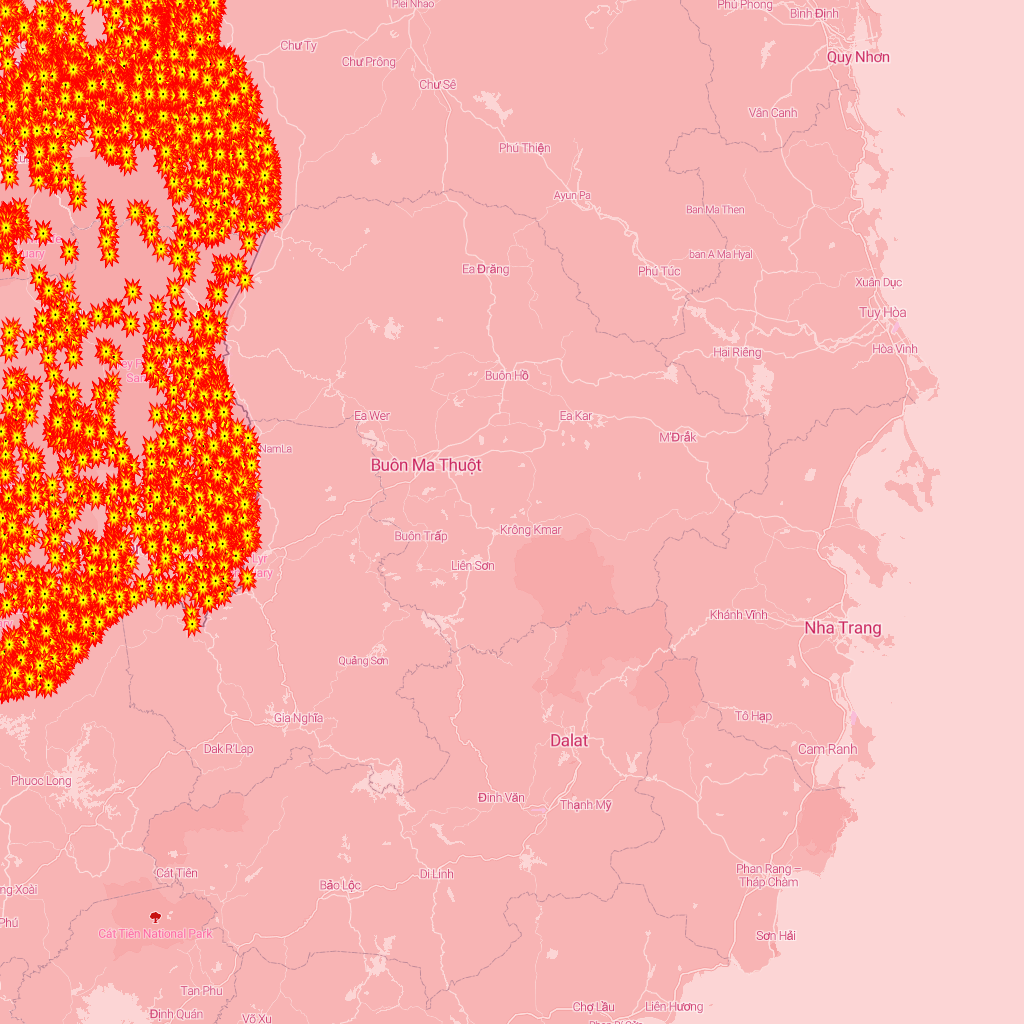 Plei Nhao
Phú Phong
Bình Định
Chư Ty
Quy Nhơn
Chư Prông
Chư Sê
Vân Canh
Phú Thiện
Ayun Pa
Ban Ma Then
ban A Ma Hyal
Ea Đrăng
Phú Túc
Xuân Dục
Tuy Hòa
Hai Riêng
Hòa Vinh
Buôn Hồ
Ea Wer
Ea Kar
M'Đrắk
NamLa
Buôn Ma Thuột
Krông Kmar
Buôn Trấp
Liên Sơn
Khánh Vĩnh
Nha Trang
Quảng Sơn
Gia Nghĩa
Tô Hạp
Dak R'Lap
Dalat
Cam Ranh
Phuoc Long
Đinh Văn
Thạnh Mỹ
Cát Tiên
Di Linh
Phan Rang –
Tháp Chàm
ng Xoài
Bảo Lộc
Phú
Cát Tiên National Park
Sơn Hải
Tan Phu
Chợ Lầu
Liên Hương
Định Quán
Võ Xu